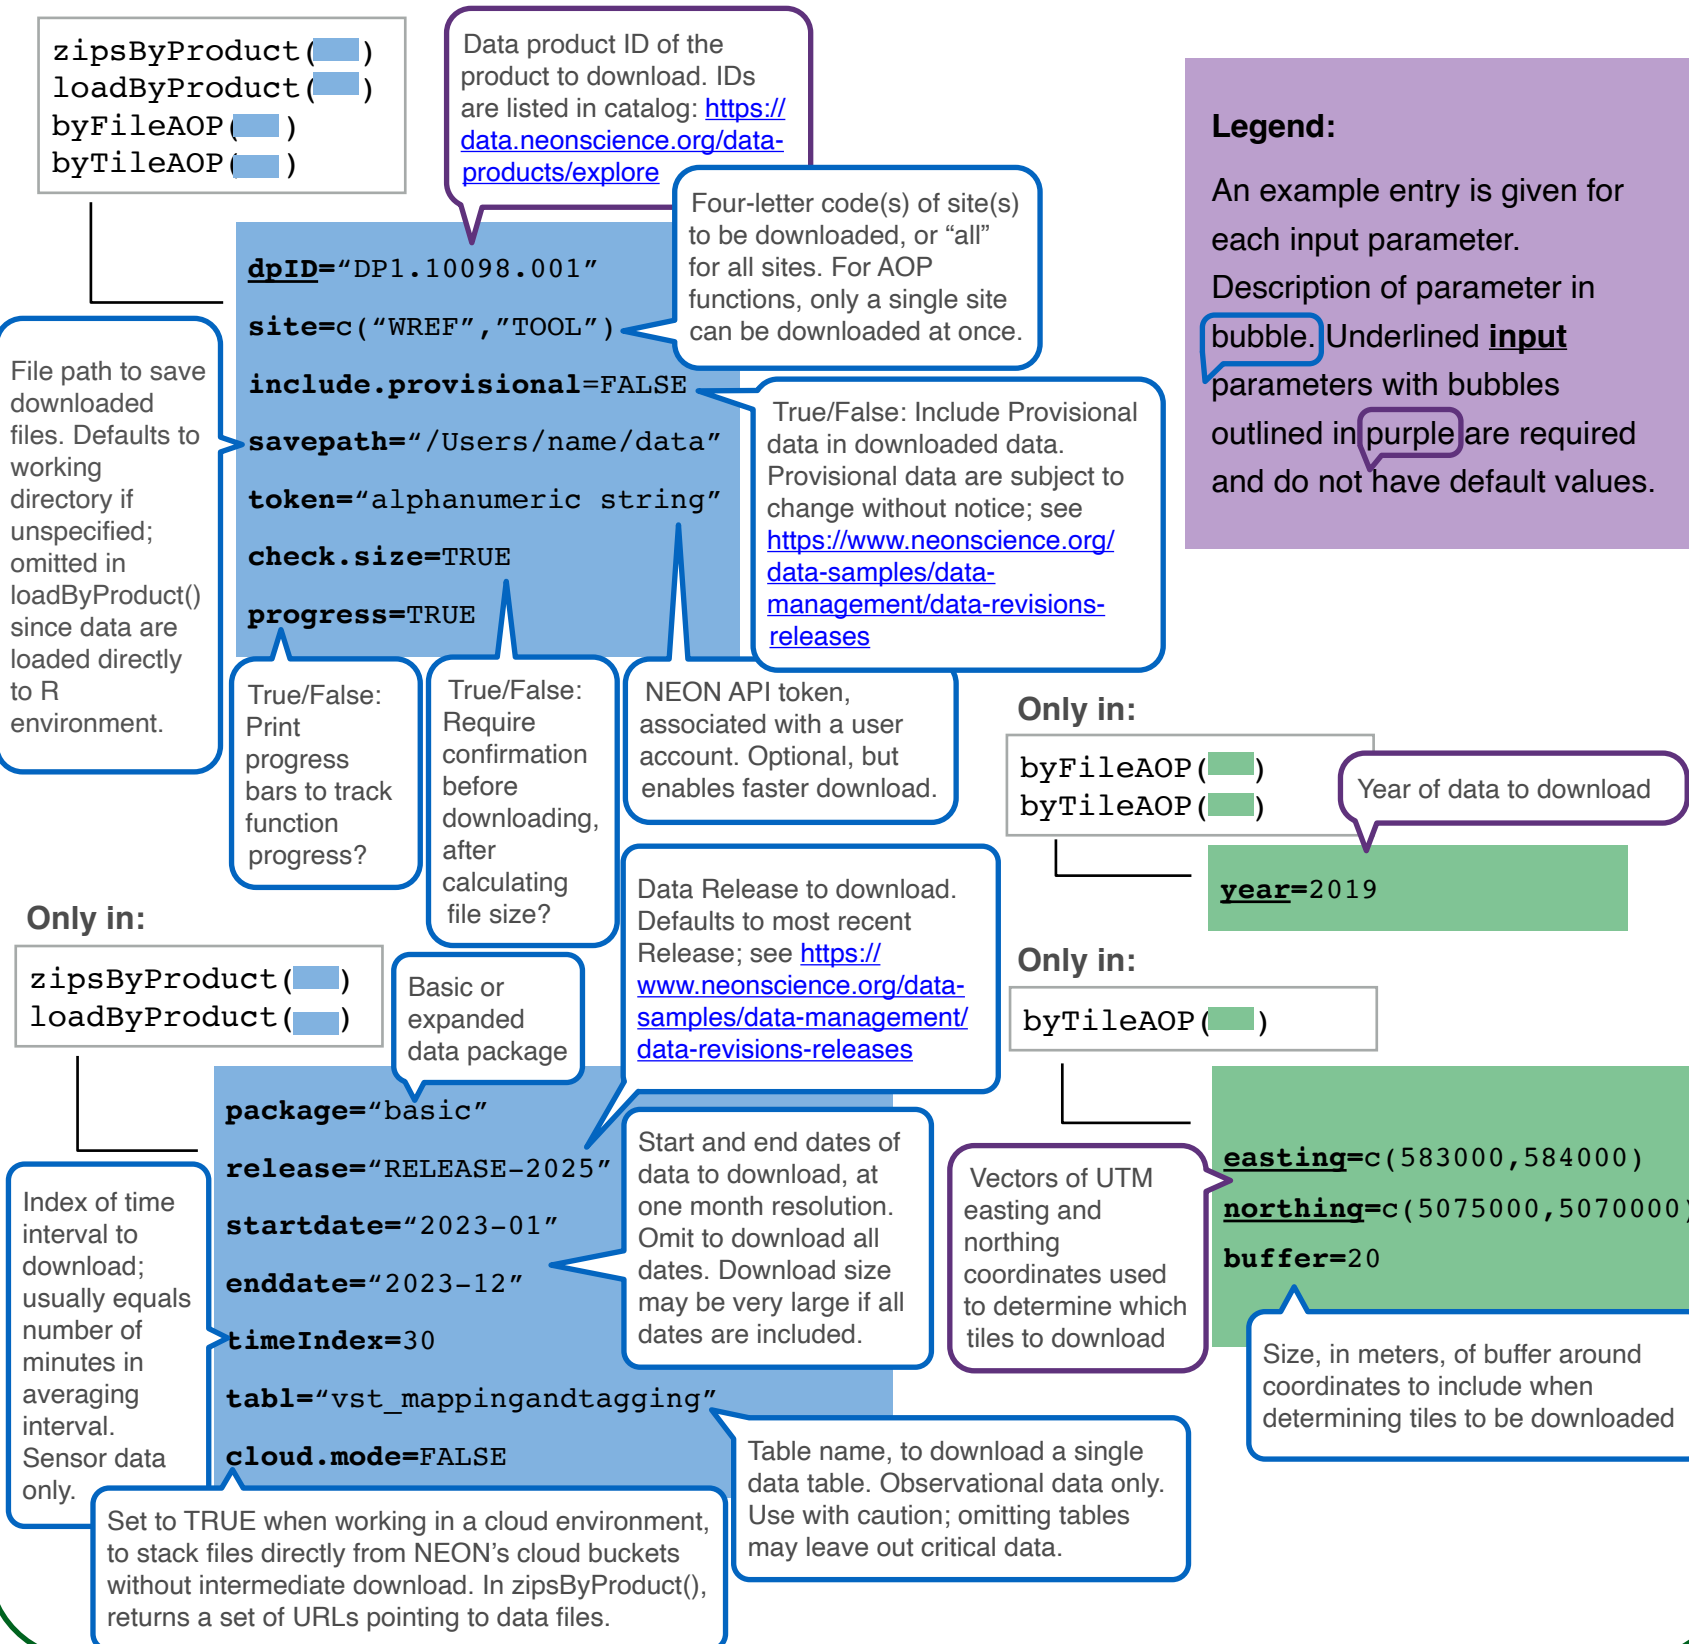 zipsByProduct( )
loadByProduct( )
byFileAOP( )
byTileAOP( )
Data product ID of the
product to download. IDs
are listed in catalog: https://
data.neonscience.org/data-
products/explore
Four-letter code(s) of site(s)
to be downloaded, or “all”
for all sites. For AOP
functions, only a single site
can be downloaded at once.
dpID=“DP1.10098.001”
site=c(“WREF”,”TOOL”)
include.provisional=FALSE
savepath=“/Users/name/data”
token=“alphanumeric string”
check.size=TRUE
progress=TRUE
File path to save
downloaded
files. Defaults to
working
directory if
unspecified;
omitted in
loadByProduct()
since data are
loaded directly
to R
environment.
True/False: Include Provisional
data in downloaded data.
Provisional data are subject to
change without notice; see
https://www.neonscience.org/
data-samples/data-
management/data-revisions-
releases
True/False:
Print
progress
bars to track
function
progress?
True/False:
Require
confirmation
before
downloading,
after
calculating
file size?
NEON API token,
associated with a user
account. Optional, but
enables faster download.
Legend:
An example entry is given for
each input parameter.
Description of parameter in
bubble. Underlined input
parameters with bubbles
outlined in purple are required
and do not have default values.
Only in:
byFileAOP( )
byTileAOP( )
Year of data to download
year=2019
Only in:
zipsByProduct( )
loadByProduct( )
Basic or
expanded
data package
Data Release to download.
Defaults to most recent
Release; see https://
www.neonscience.org/data-
samples/data-management/
data-revisions-releases
package=“basic”
release=“RELEASE-2025”
startdate=“2023-01”
enddate=“2023-12”
timeIndex=30
tabl=“vst_mappingandtagging”
cloud.mode=FALSE
Start and end dates of
data to download, at
one month resolution.
Omit to download all
dates. Download size
may be very large if all
dates are included.
Index of time
interval to
download;
usually equals
number of
minutes in
averaging
interval.
Sensor data
only.
Table name, to download a single
data table. Observational data only.
Use with caution; omitting tables
may leave out critical data.
Set to TRUE when working in a cloud environment,
to stack files directly from NEON’s cloud buckets
without intermediate download. In zipsByProduct(),
returns a set of URLs pointing to data files.
Only in:
byTileAOP( )
Vectors of UTM
easting and
northing
coordinates used
to determine which
tiles to download
easting=c(583000,584000)
northing=c(5075000,5070000)
buffer=20
Size, in meters, of buffer around
coordinates to include when
determining tiles to be downloaded